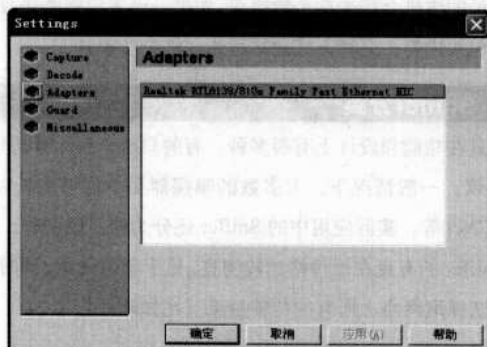 Settings
Capture
Decode
Adapters
Guard
Miscellaneous
Adapters
Realtek RTL8139/810x Family Fast Ethernet NIC
确定
取消
应用(A)
帮助